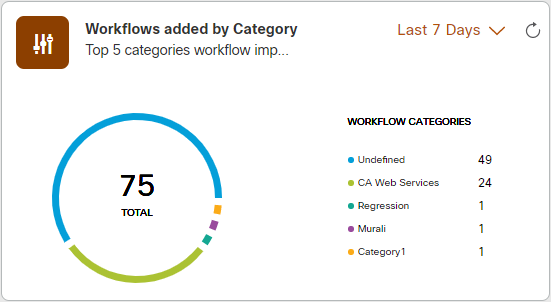 Workflows added by Category
Last 7 Days
Top 5 categories workflow imp...
WORKFLOW CATEGORIES
75
TOTAL
Undefined 49
CA Web Services 24
Regression 1
Murali 1
Category1 1